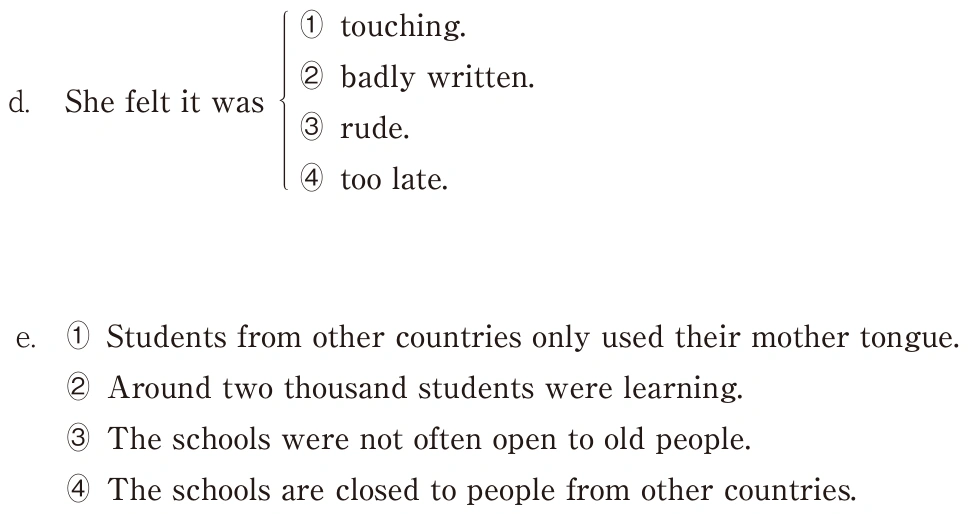 ① touching.
② badly written.
d. She felt it was
③ rude.
④ too late.
e. ① Students from other countries only used their mother tongue.
② Around two thousand students were learning.
③ The schools were not often open to old people.
④ The schools are closed to people from other countries.